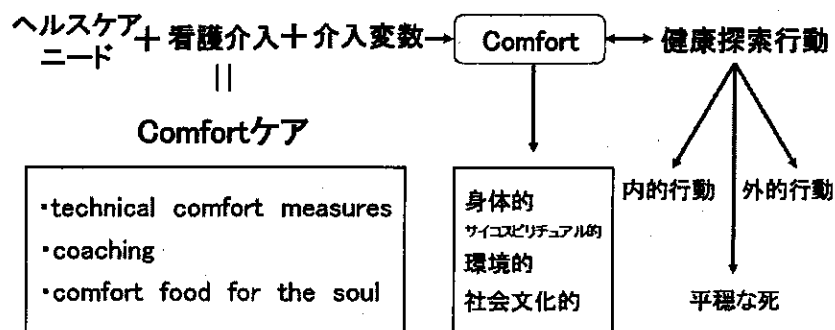 ヘルスケア
ニード
+ 看護介入 + 介入変数 → Comfort ↔ 健康探索行動
||
Comfortケア
・technical comfort measures
・coaching
・comfort food for the soul
身体的
サイコスピリチュアル的
環境的
社会文化的
内的行動
外的行動
平穏な死